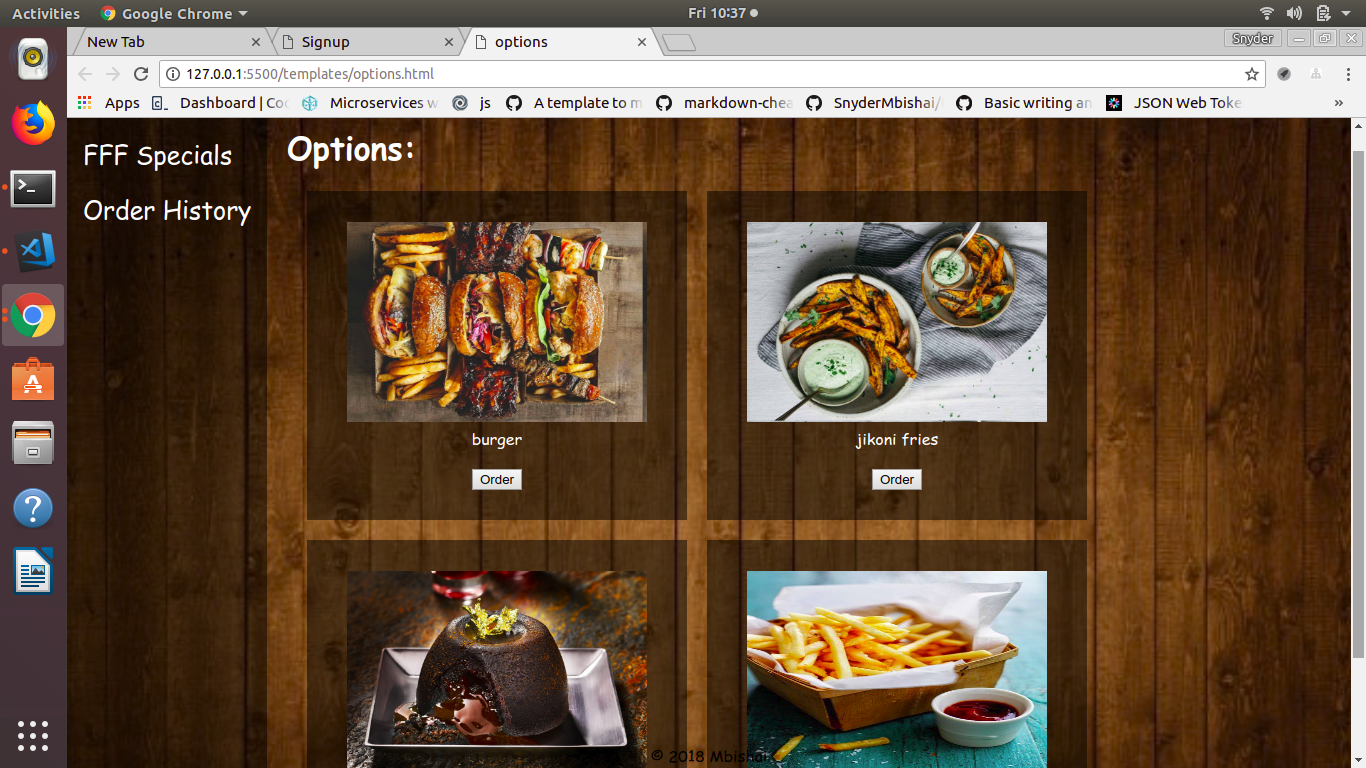 Activities Google Chrome Fri 10:37
New Tab Signup options Snyder
127.0.0.1:5500/templates/options.html
Apps Dashboard | Co Microservices w js A template to m markdown-chea SnyderMbishai/ Basic writing an JSON Web Toke »
FFF Specials
Order History
Options:
burger
Order
jikoni fries
Order
© 2018 Mbishai